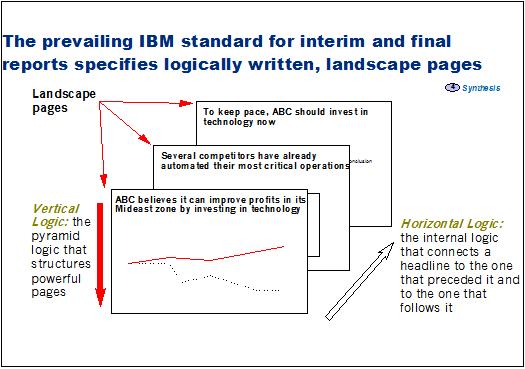 The prevailing IBM standard for interim and final
reports specifies logically written, landscape pages
4 Synthesis
Landscape
pages
To keep pace, ABC should invest in
technology now
Several competitors have already
automated their most critical operations
onclusion
ABC believes it can improve profits in its
Mideast zone by investing in technology
Vertical
Logic: the
pyramid
logic that
structures
powerful
pages
Horizontal Logic:
the internal logic
that connects a
headline to the one
that preceded it and
to the one that
follows it